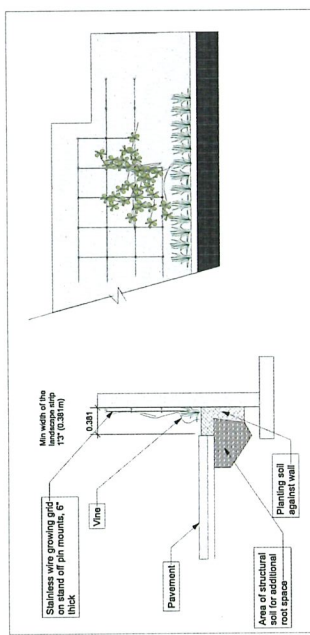 Stainless wire growing grid
on stand off pin mounts, 6"
thick
Min width of the
landscape strip
1'3" (0.381m)
0.381
Vine
Pavement
Area of structural
soil for additional
root space
Planting soil
against wall